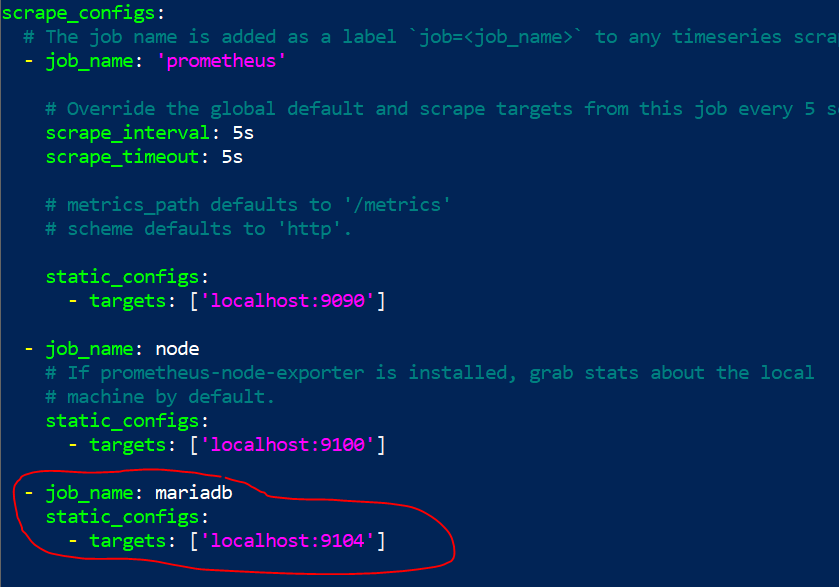 scrape_configs:
  # The job name is added as a label `job=<job_name>` to any timeseries
  - job_name: 'prometheus'

    # Override the global default and scrape targets from this job every 5
    scrape_interval: 5s
    scrape_timeout: 5s

    # metrics_path defaults to '/metrics'
    # scheme defaults to 'http'.

    static_configs:
      - targets: ['localhost:9090']

  - job_name: node
    # If prometheus-node-exporter is installed, grab stats about the local
    # machine by default.
    static_configs:
      - targets: ['localhost:9100']

  - job_name: mariadb
    static_configs:
      - targets: ['localhost:9104']